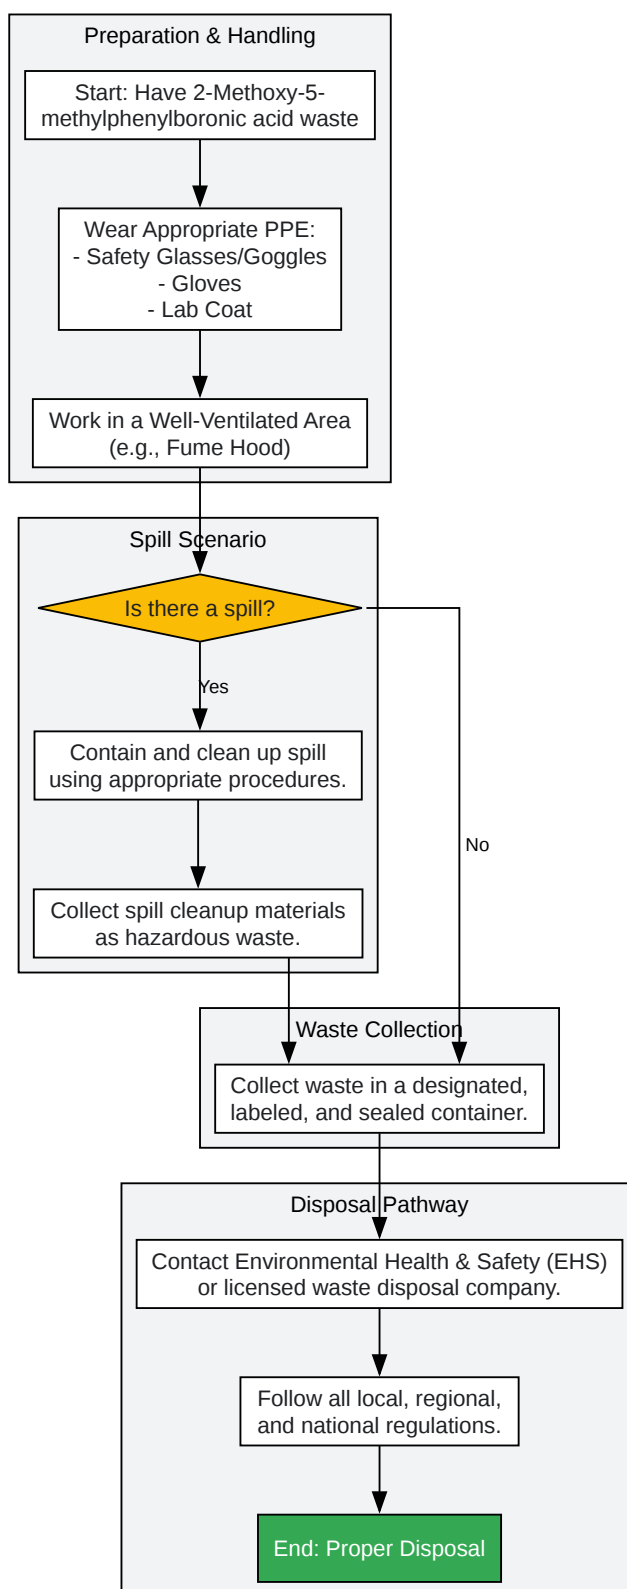 Preparation & Handling
Start: Have 2-Methoxy-5-
methylphenylboronic acid waste
Wear Appropriate PPE:
- Safety Glasses/Goggles
- Gloves
- Lab Coat
Work in a Well-Ventilated Area
(e.g., Fume Hood)
Spill Scenario
Is there a spill?
Yes
Contain and clean up spill
using appropriate procedures.
No
Collect spill cleanup materials
as hazardous waste.
Waste Collection
Collect waste in a designated,
labeled, and sealed container.
Disposal Pathway
Contact Environmental Health & Safety (EHS)
or licensed waste disposal company.
Follow all local, regional,
and national regulations.
End: Proper Disposal